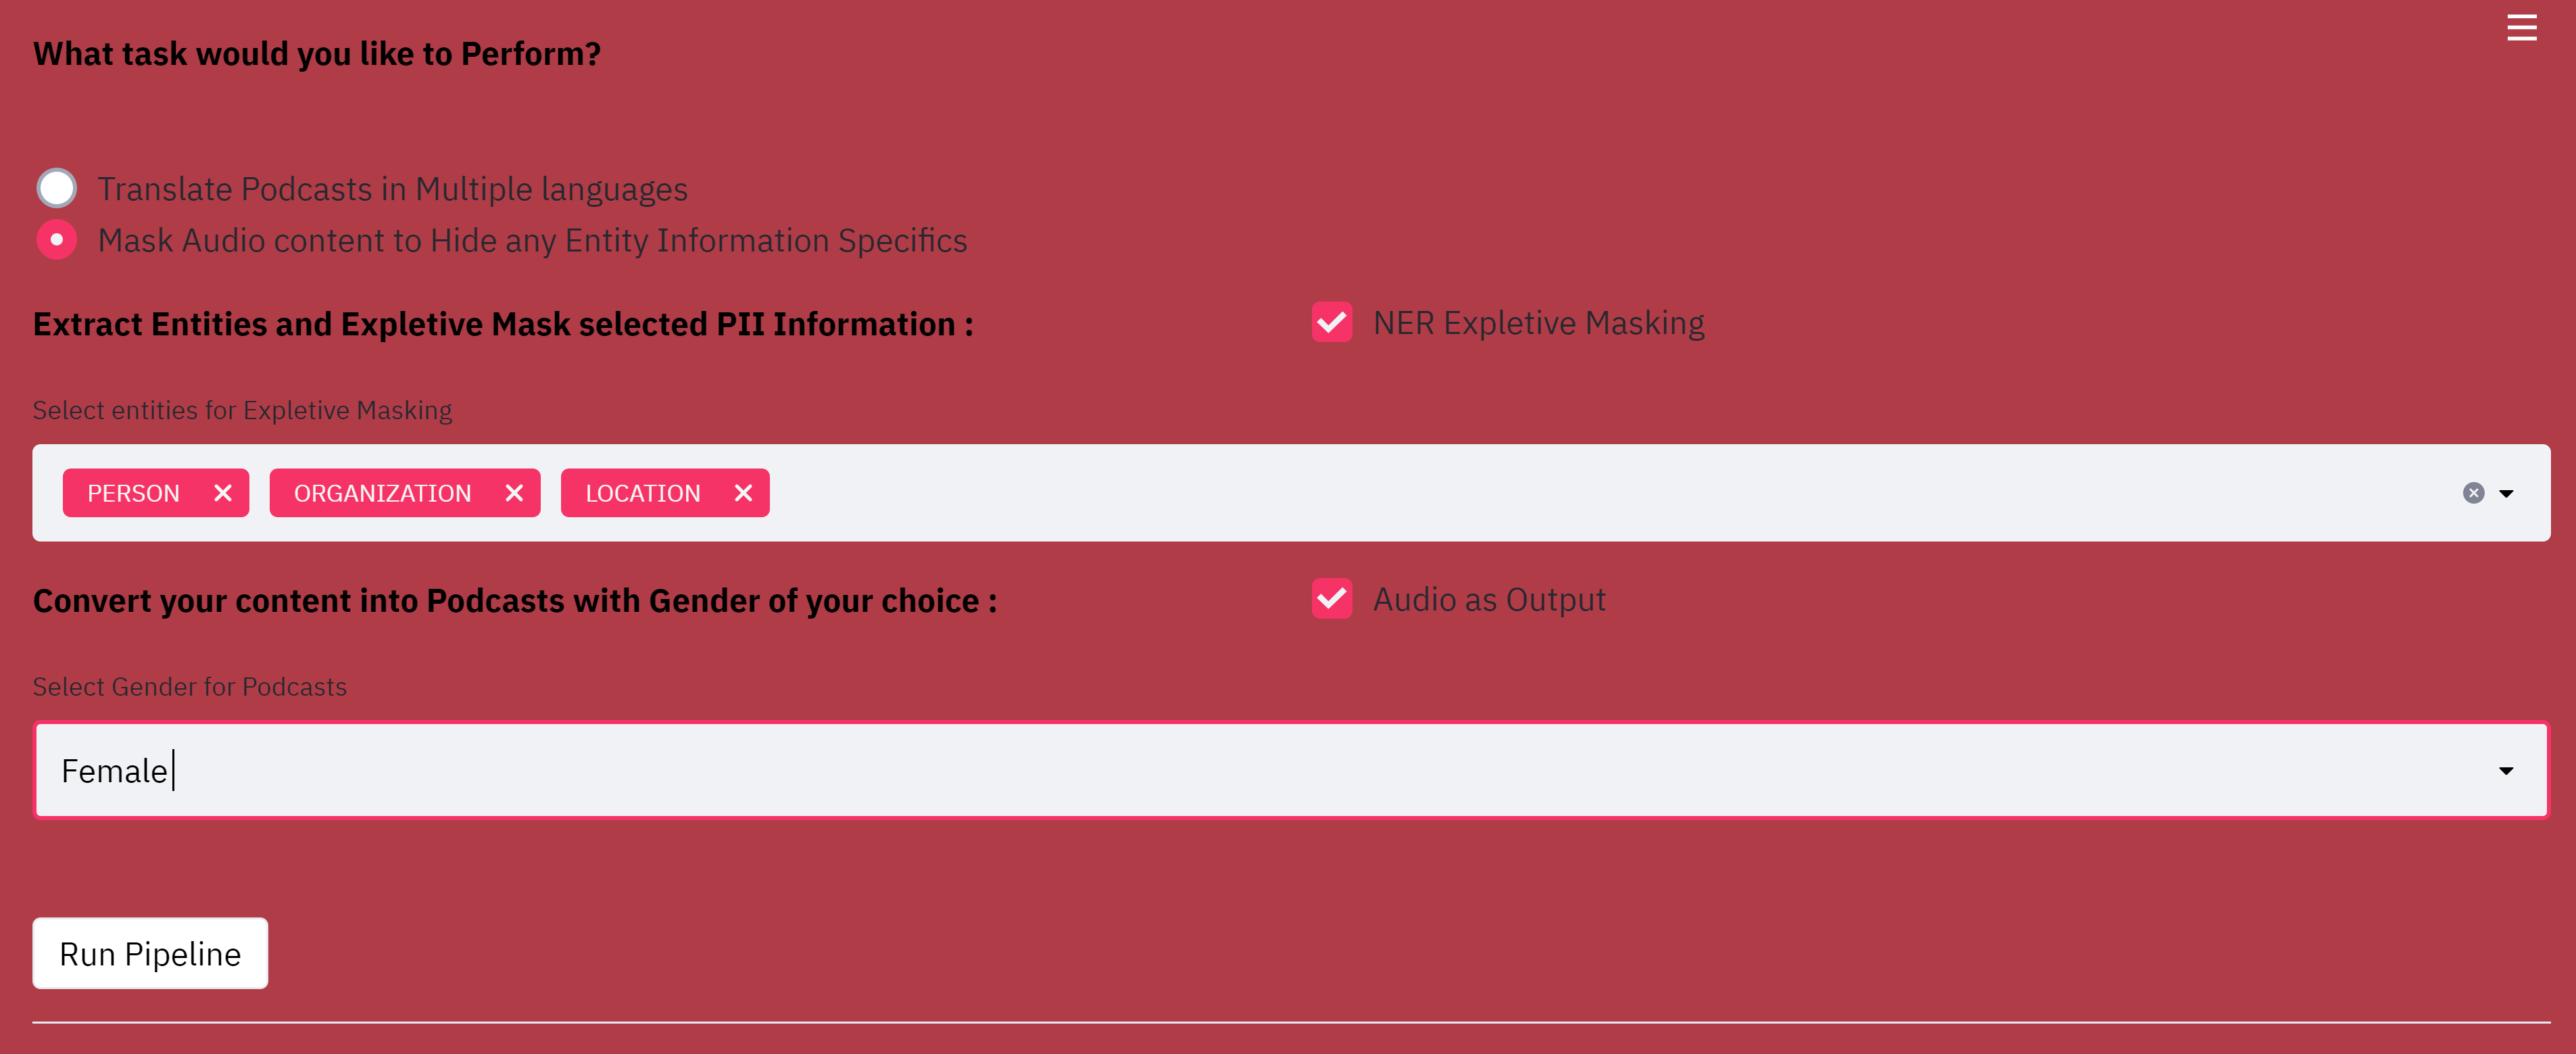 What task would you like to Perform?
Translate Podcasts in Multiple languages
Mask Audio content to Hide any Entity Information Specifics
Extract Entities and Expletive Mask selected PII Information :
NER Expletive Masking
Select entities for Expletive Masking
PERSON ORGANIZATION LOCATION
Convert your content into Podcasts with Gender of your choice :
Audio as Output
Select Gender for Podcasts
Female
Run Pipeline